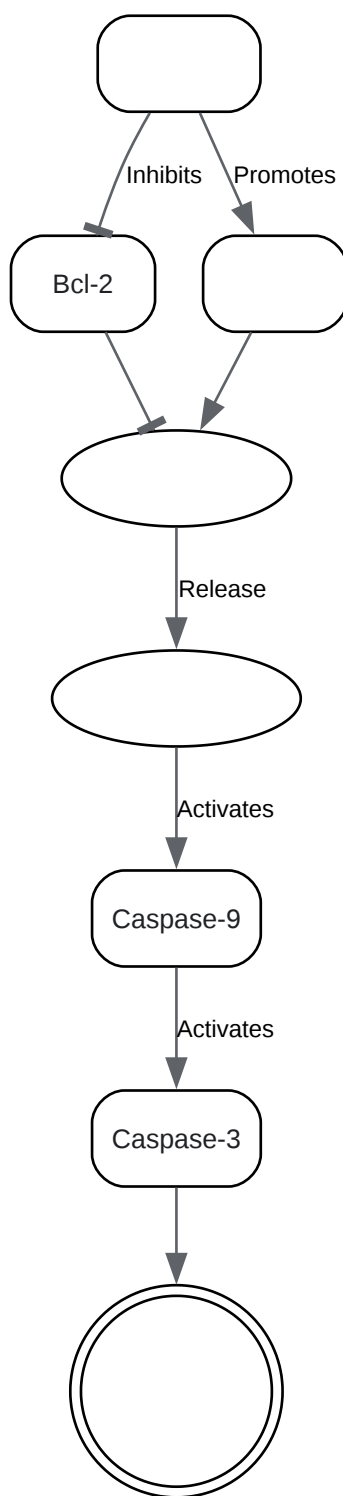 Inhibits
Promotes
Bcl-2
Release
Activates
Caspase-9
Activates
Caspase-3